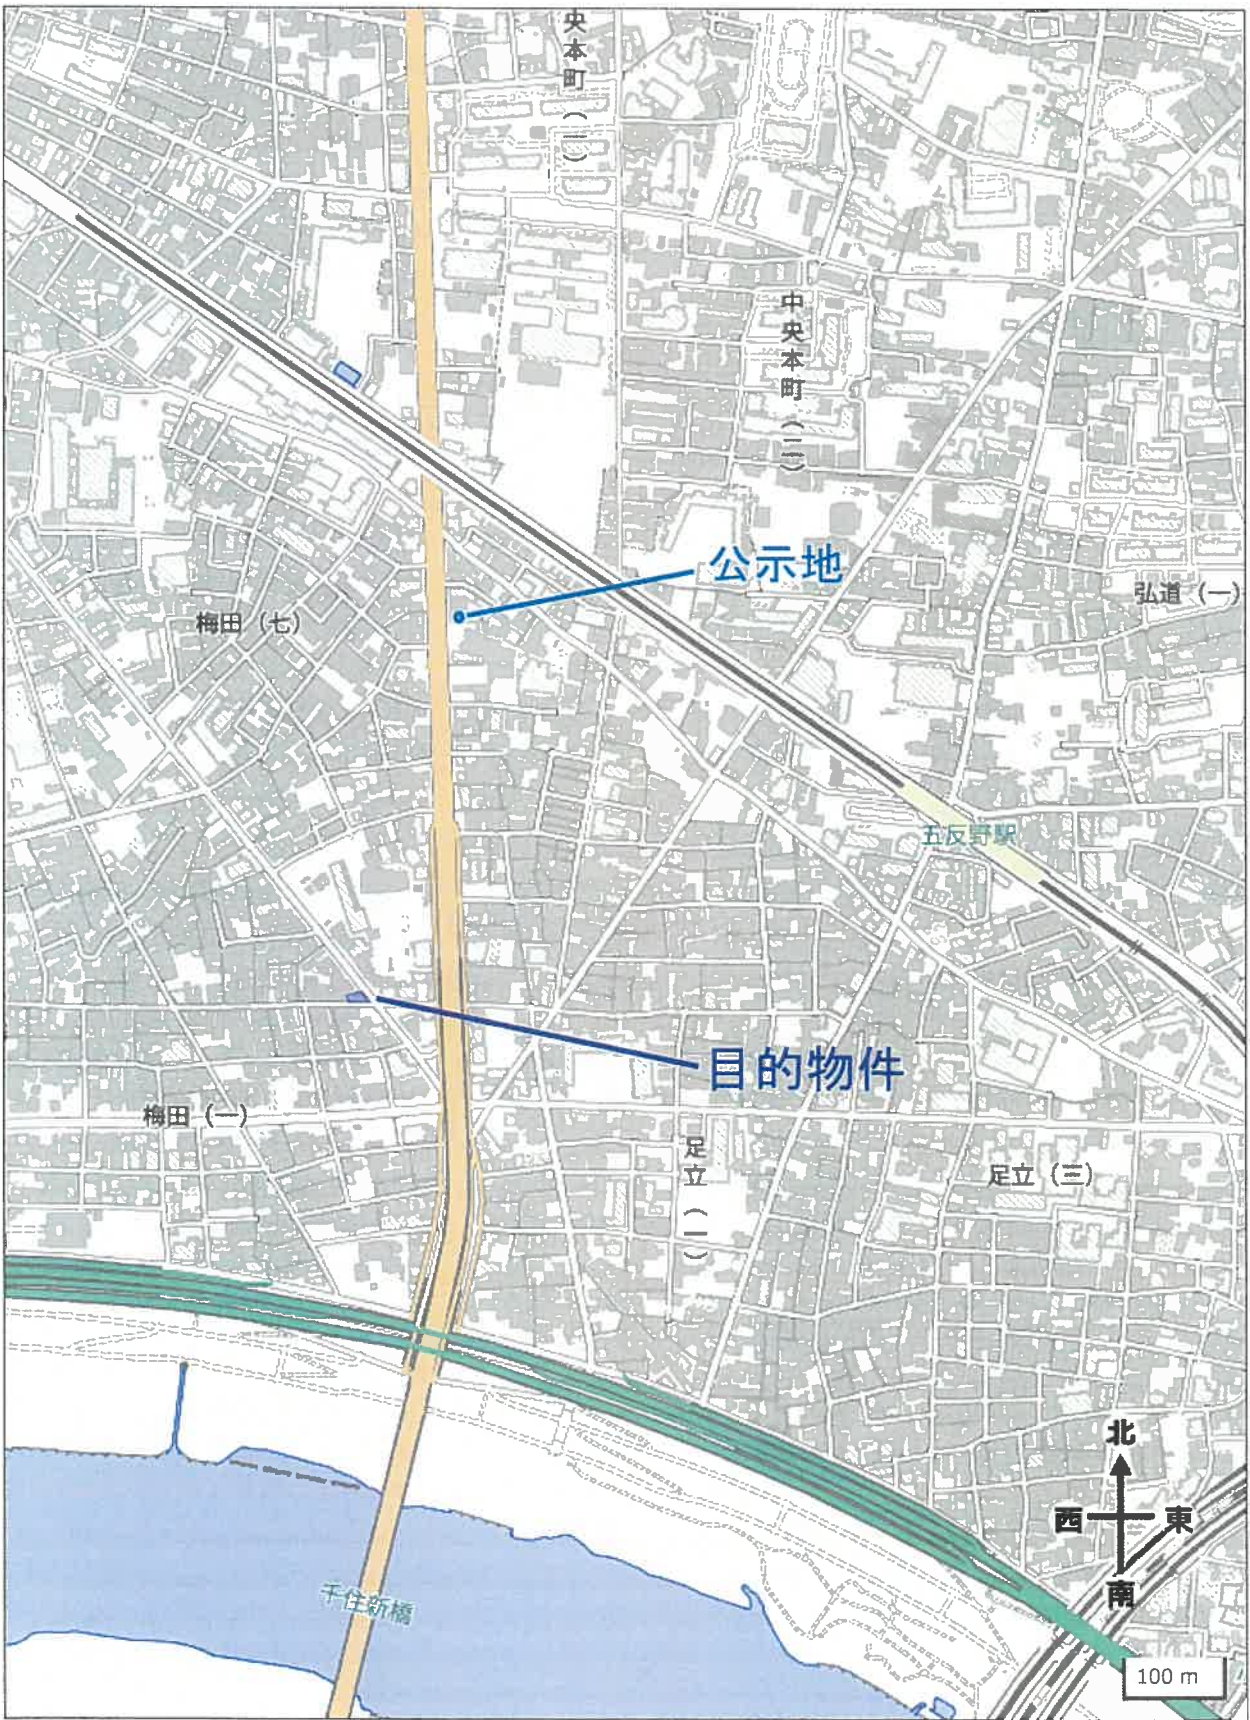 央本町（一）
中央本町（二）
公示地
弘道（一）
梅田（七）
五反野駅
目的物件
梅田（一）
足立（一）
足立（三）
北
西
東
南
千住新橋
100 m